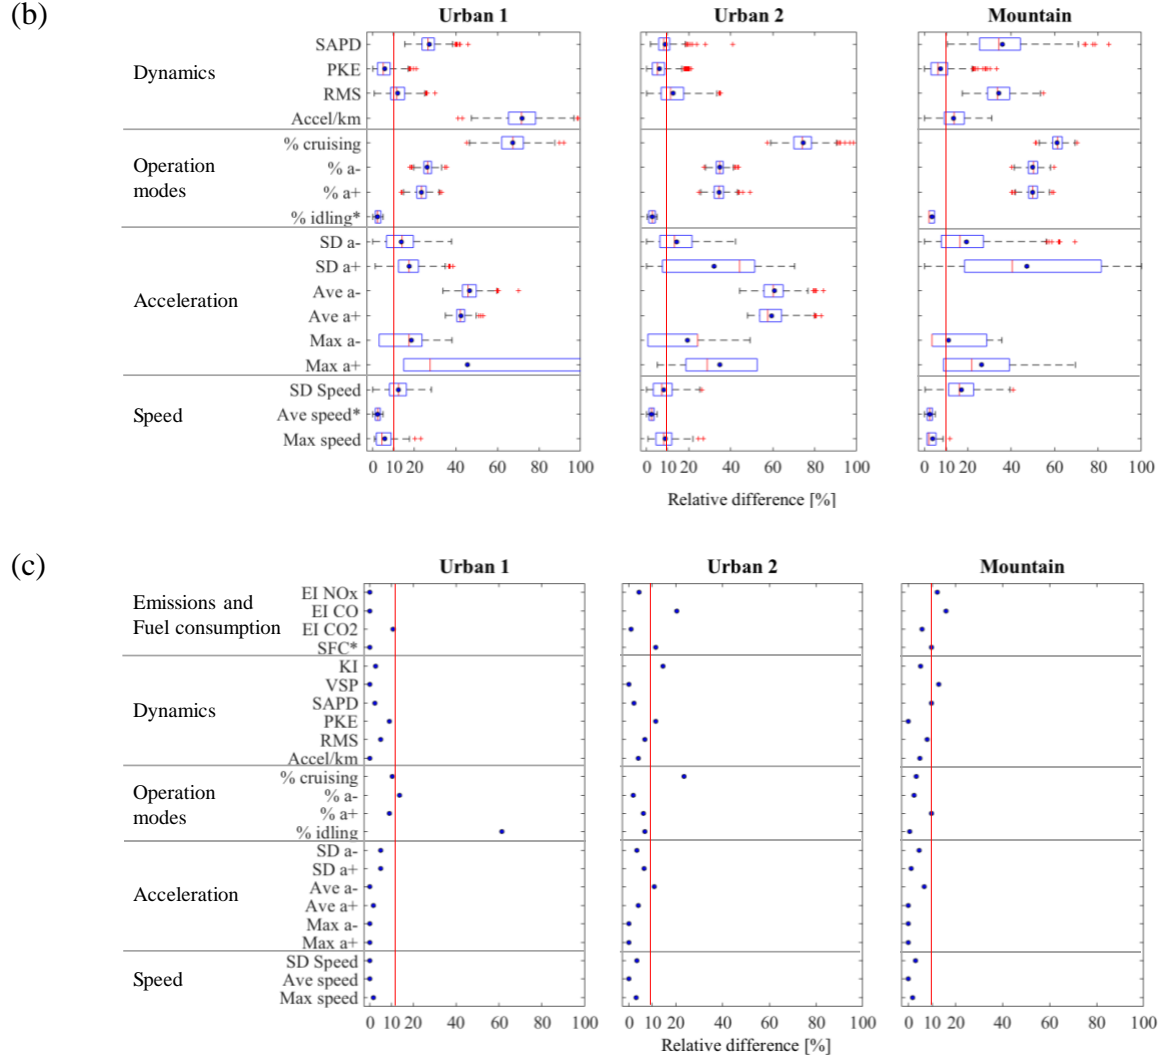 (b)
Urban 1 Urban 2 Mountain
Dynamics
SAPD
PKE
RMS
Accel/km
Operation
modes
% cruising
% a-
% a+
% idling*
Acceleration
SD a-
SD a+
Ave a-
Ave a+
Max a-
Max a+
Speed
SD Speed
Ave speed*
Max speed
0 10 20 40 60 80 100 0 10 20 40 60 80 100 0 10 20 40 60 80 100
Relative difference [%]
(c)
Urban 1 Urban 2 Mountain
Emissions and
Fuel consumption
EI NOx
EI CO
EI CO2
SFC*
Dynamics
KI
VSP
SAPD
PKE
RMS
Accel/km
Operation
modes
% cruising
% a-
% a+
% idling
Acceleration
SD a-
SD a+
Ave a-
Ave a+
Max a-
Max a+
Speed
SD Speed
Ave speed
Max speed
0 10 20 40 60 80 100 0 10 20 40 60 80 100 0 10 20 40 60 80 100
Relative difference [%]